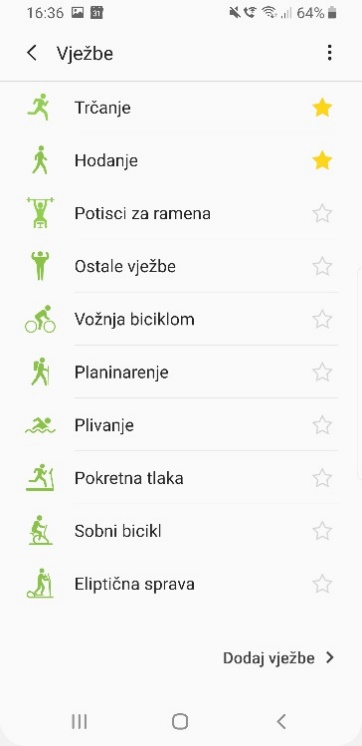 16:36 31 64%
Vježbe
Trčanje
Hodanje
Potisci za ramena
Ostale vježbe
Vožnja biciklom
Planinarenje
Plivanje
Pokretna tlaka
Sobni bicikl
Eliptična sprava
Dodaj vježbe